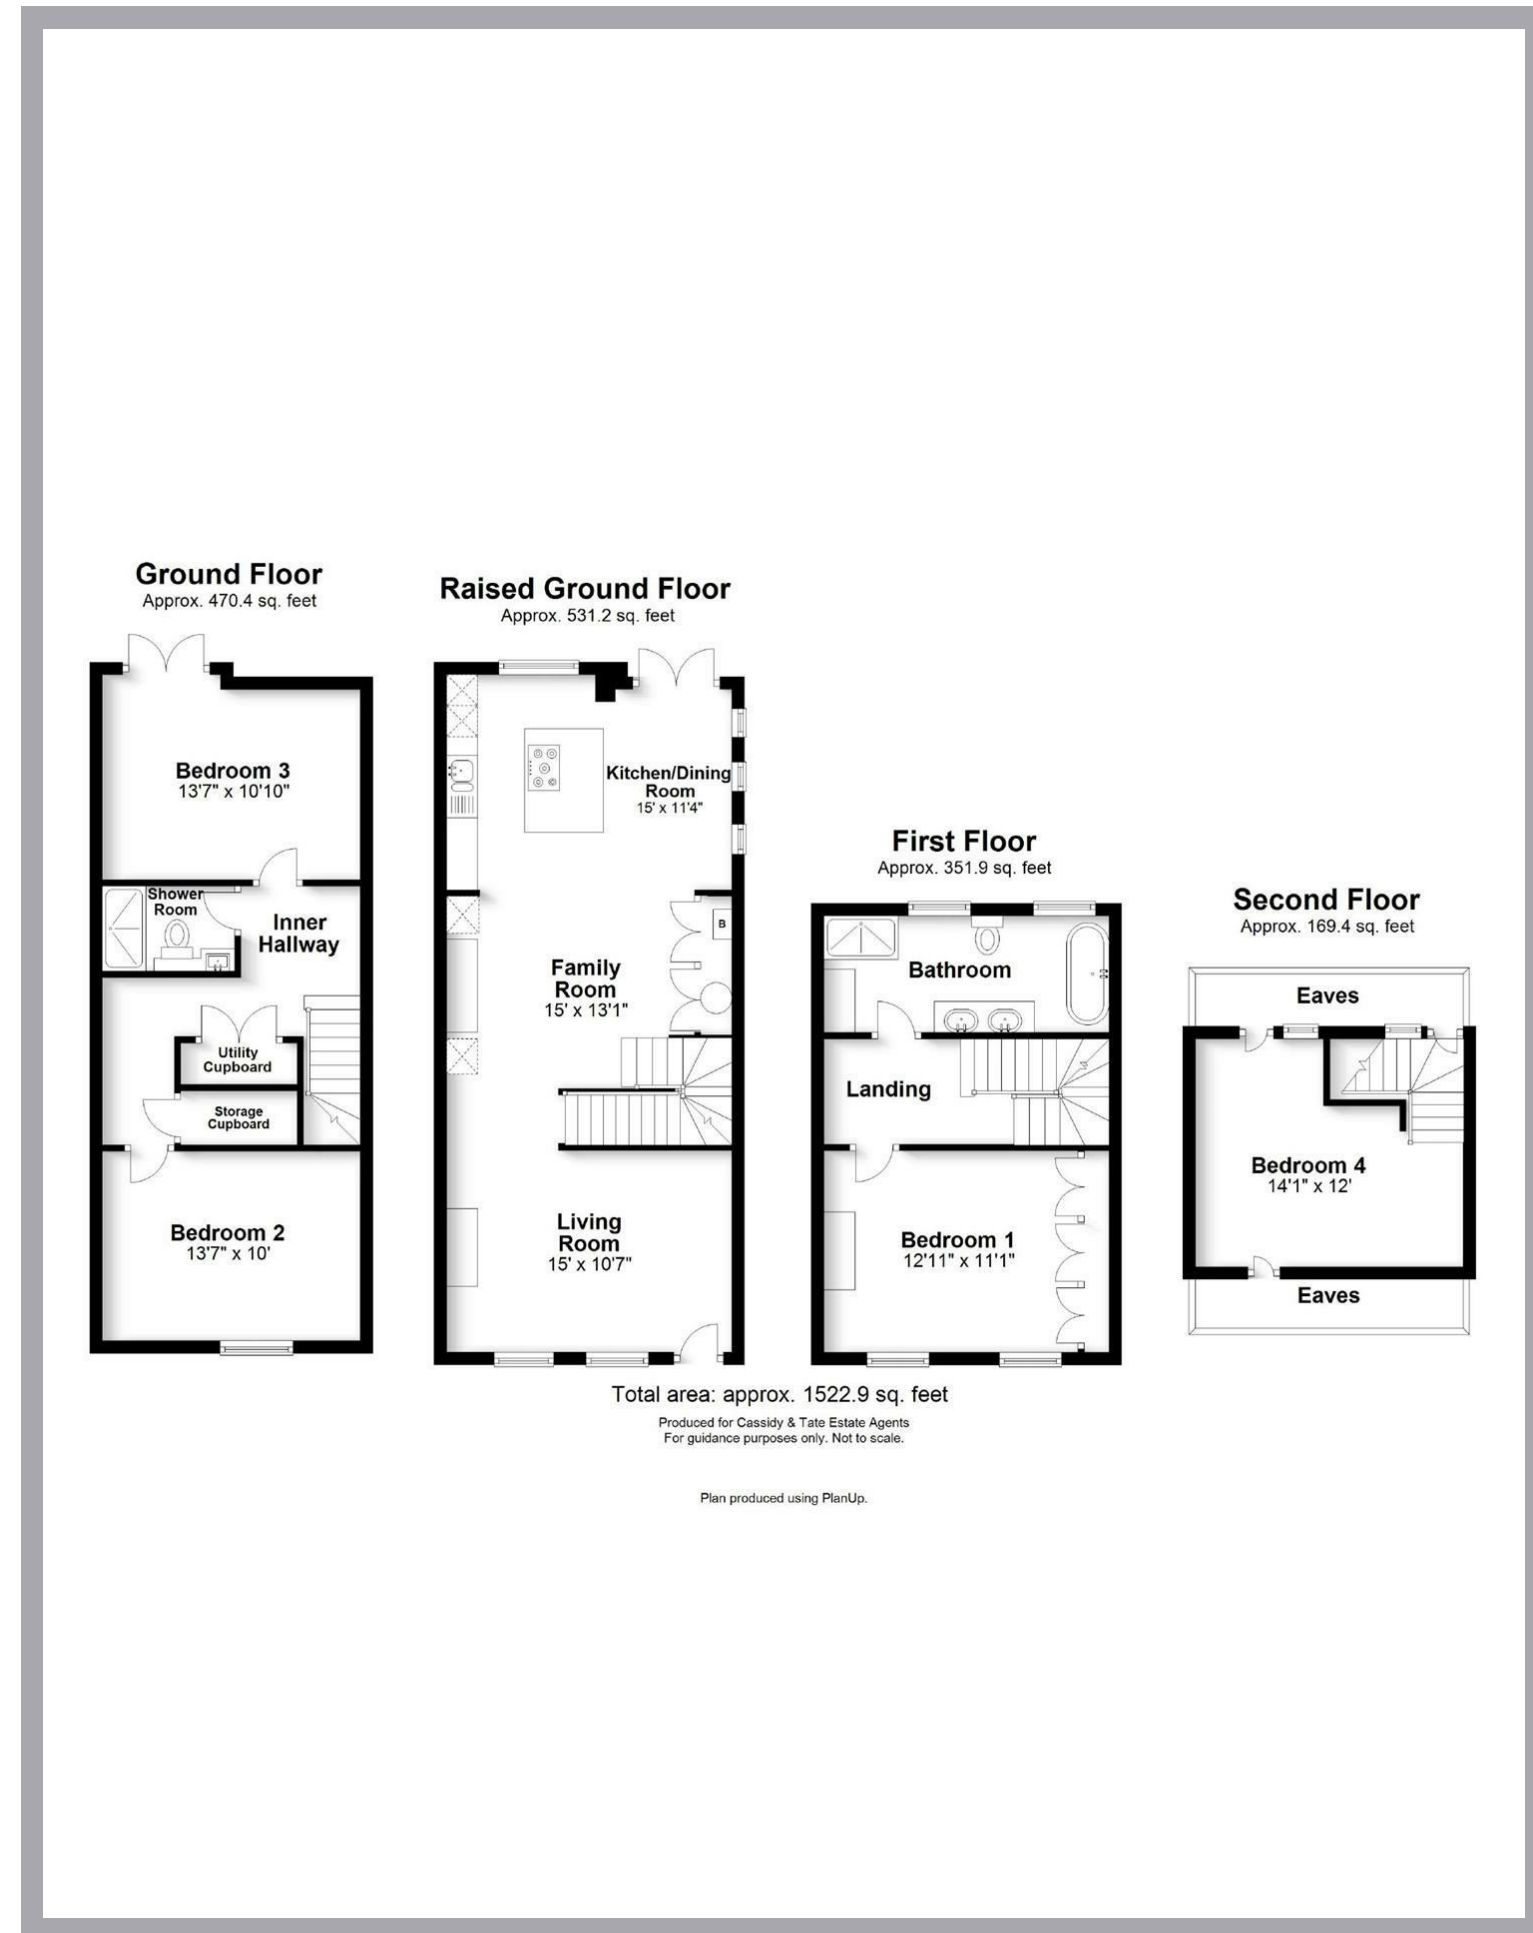 Ground Floor
Approx. 470.4 sq. feet
Bedroom 3
13'7" x 10'10"
Shower
Room
Inner
Hallway
Utility
Cupboard
Storage
Cupboard
Bedroom 2
13'7" x 10'
Raised Ground Floor
Approx. 531.2 sq. feet
Kitchen/Dining
Room
15' x 11'4"
B
Family
Room
15' x 13'1"
Living
Room
15' x 10'7"
First Floor
Approx. 351.9 sq. feet
Bathroom
Landing
Bedroom 1
12'11" x 11'1"
Second Floor
Approx. 169.4 sq. feet
Eaves
Bedroom 4
14'1" x 12'
Eaves
Total area: approx. 1522.9 sq. feet
Produced for Cassidy & Tate Estate Agents
For guidance purposes only. Not to scale.
Plan produced using PlanUp.